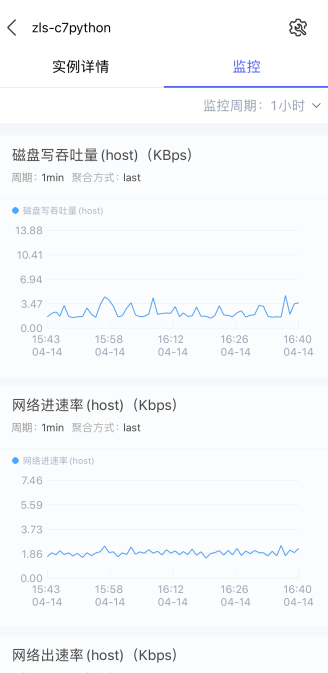 zls-c7python
实例详情 监控
监控周期：1小时
磁盘写吞吐量(host)（KBps）
周期：1min 聚合方式：last
磁盘写吞吐量(host)
13.88
10.41
6.94
3.47
0.00
15:43 15:58 16:12 16:26 16:40
04-14 04-14 04-14 04-14 04-14
网络进速率(host)（Kbps）
周期：1min 聚合方式：last
网络进速率(host)
7.46
5.59
3.73
1.86
0.00
15:43 15:58 16:12 16:26 16:40
04-14 04-14 04-14 04-14 04-14
网络出速率(host)（Kbps）